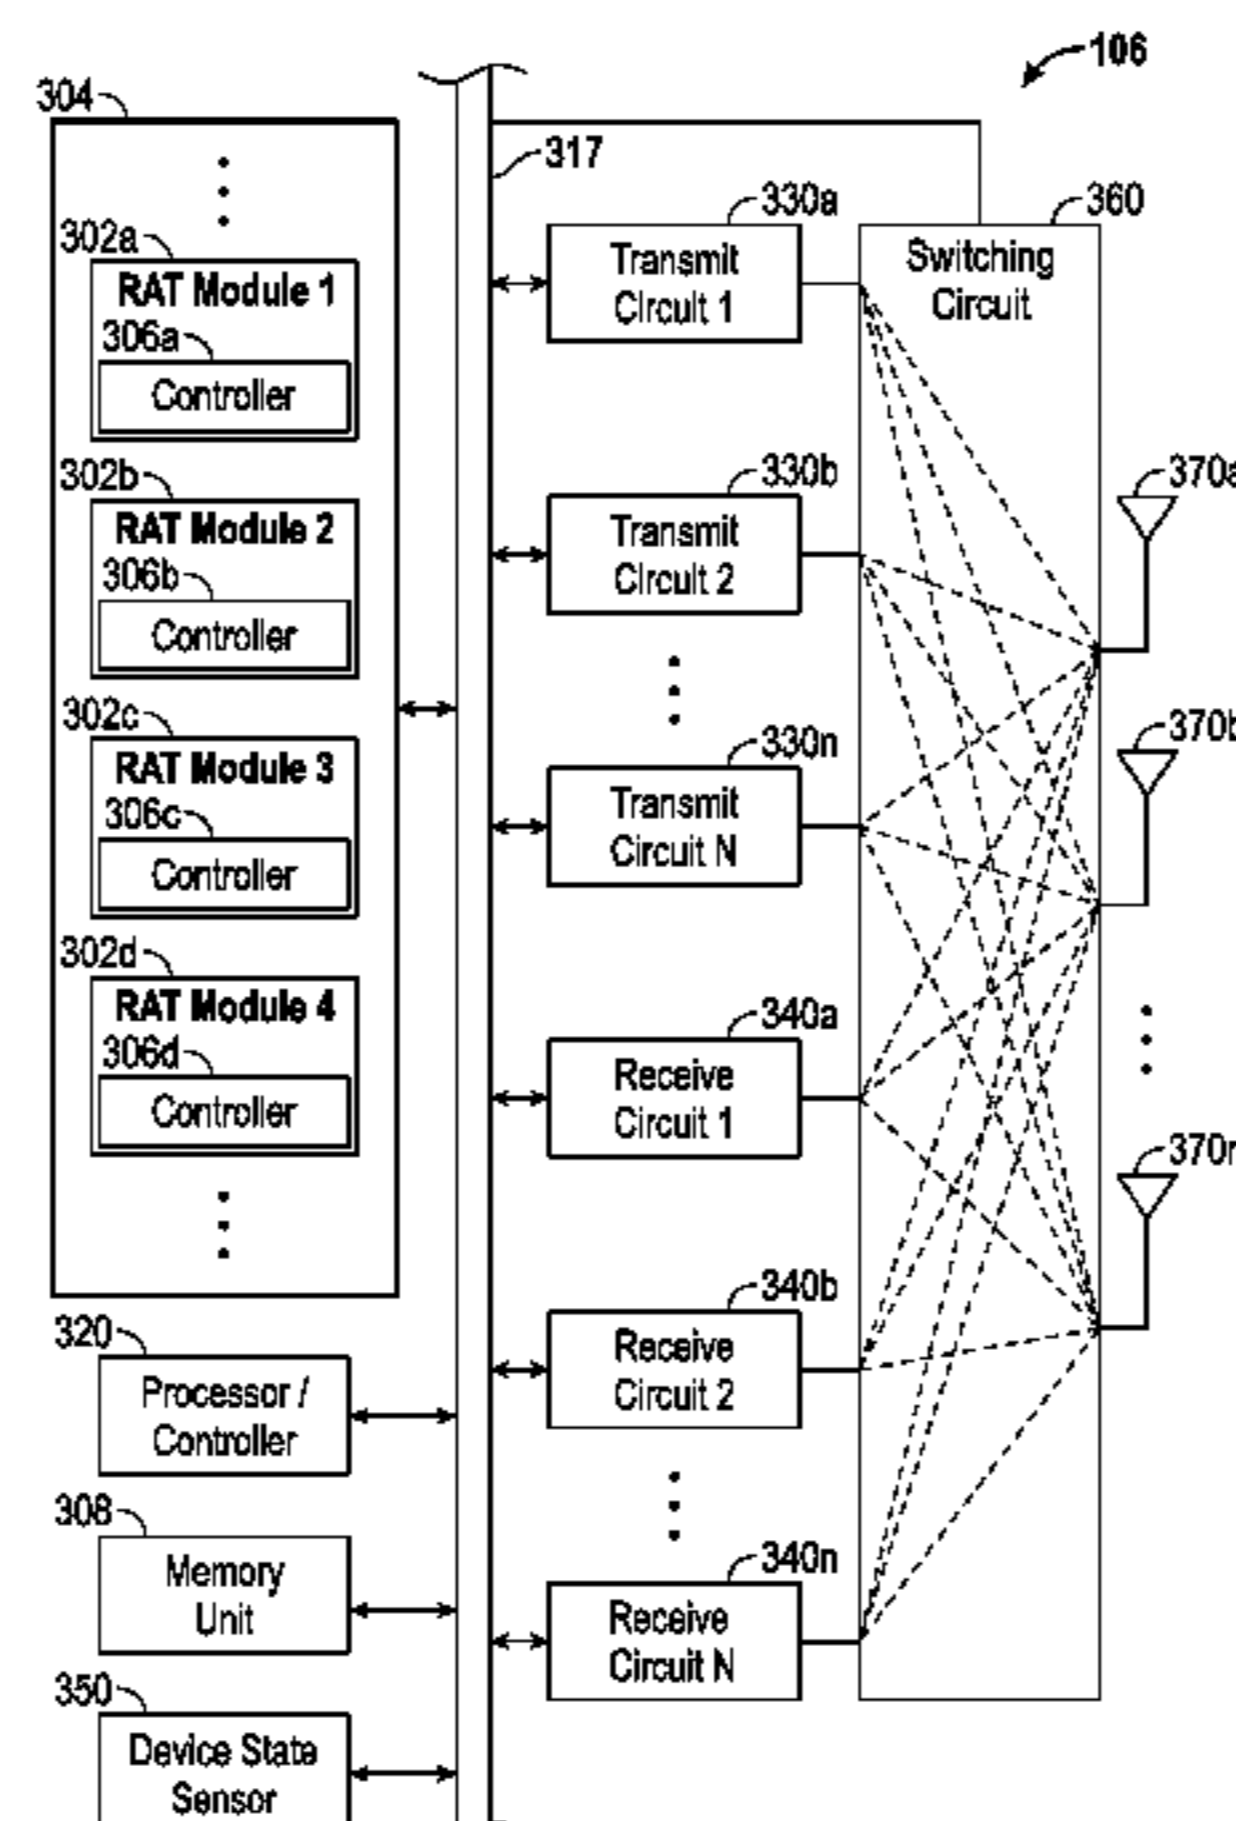 106
304
317
302a
RAT Module 1
306a
Controller
302b
RAT Module 2
306b
Controller
302c
RAT Module 3
306c
Controller
302d
RAT Module 4
306d
Controller
320
Processor /
Controller
308
Memory
Unit
350
Device State
Sensor
330a
Transmit
Circuit 1
330b
Transmit
Circuit 2
330n
Transmit
Circuit N
340a
Receive
Circuit 1
340b
Receive
Circuit 2
340n
Receive
Circuit N
360
Switching
Circuit
370a
370b
370n